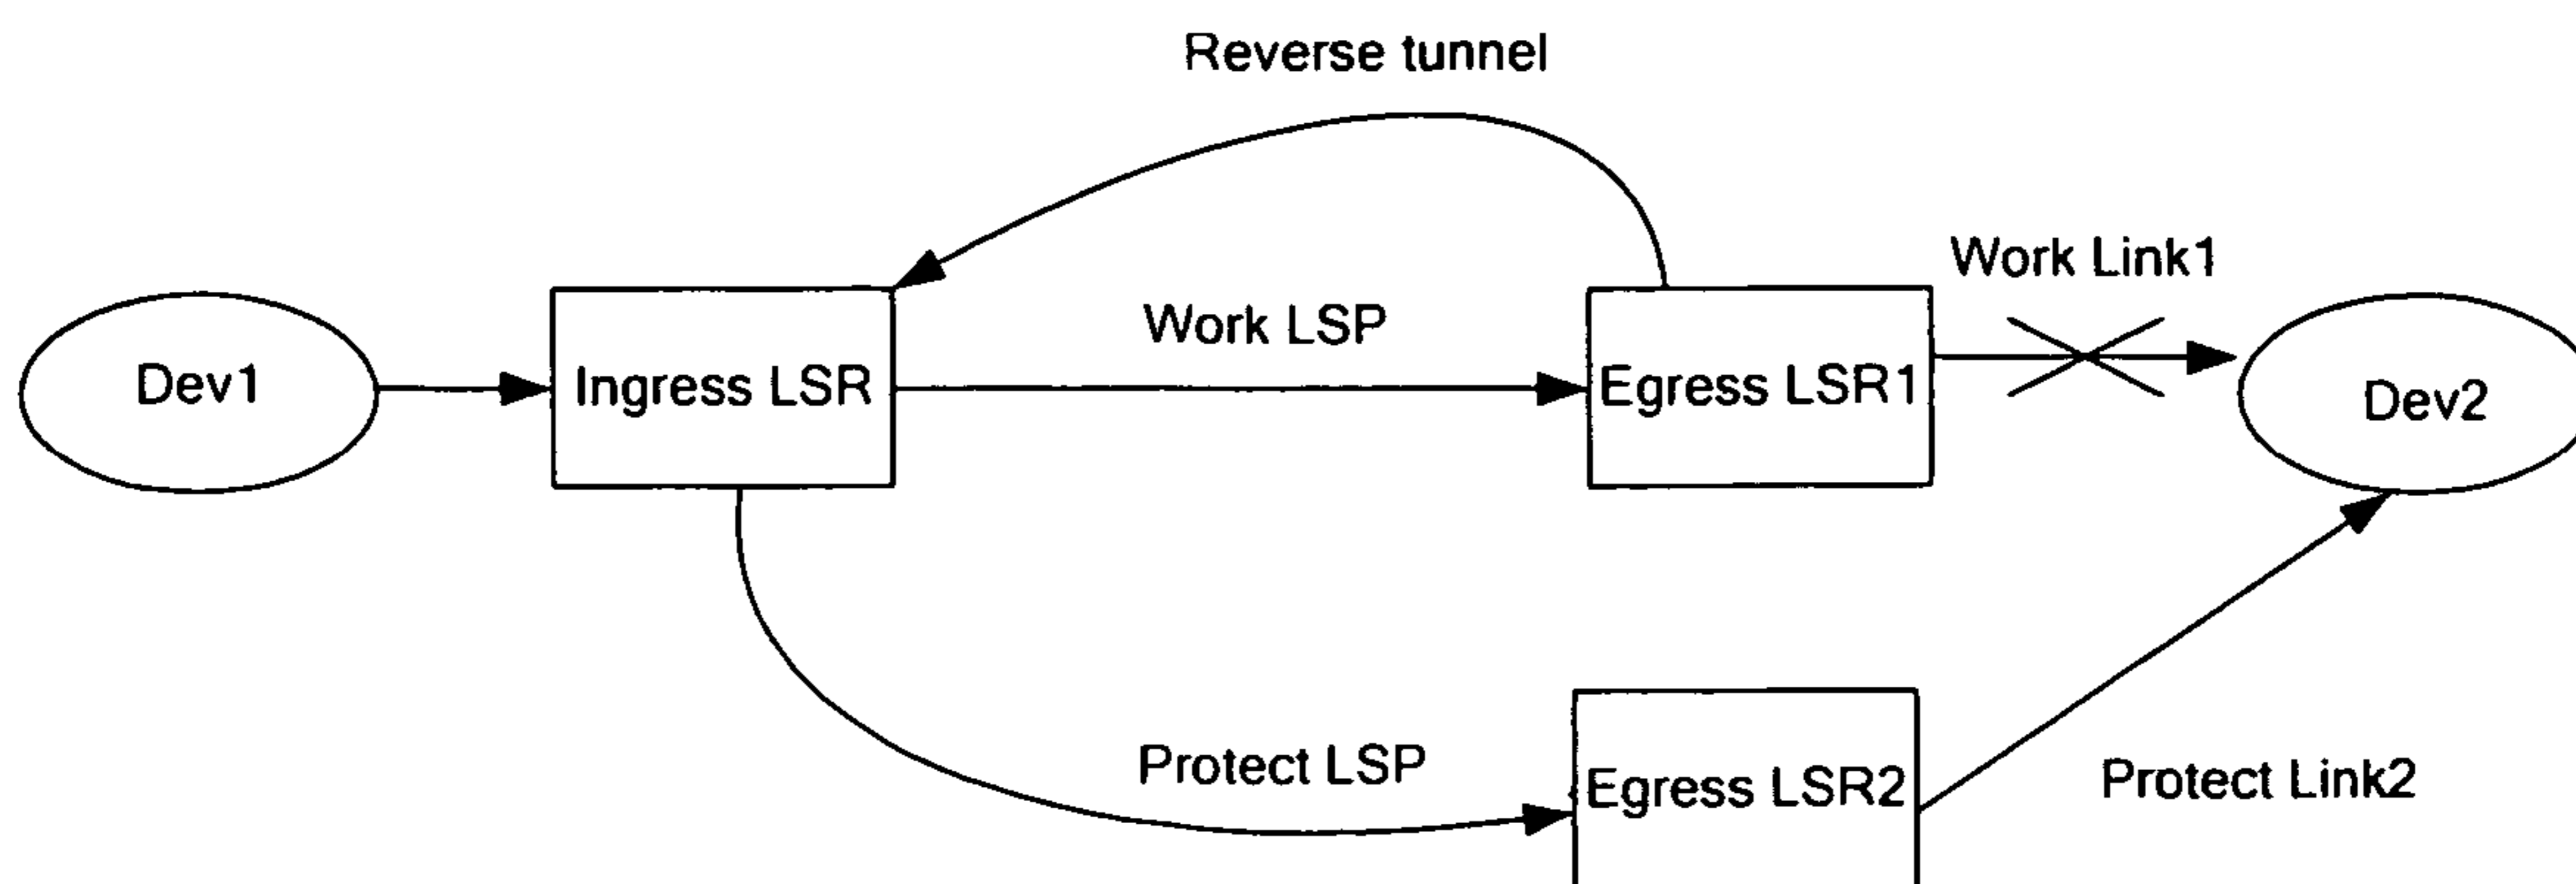 Reverse tunnel
Work Link1
Work LSP
Dev1
Ingress LSR
Egress LSR1
Dev2
Protect LSP
Egress LSR2
Protect Link2